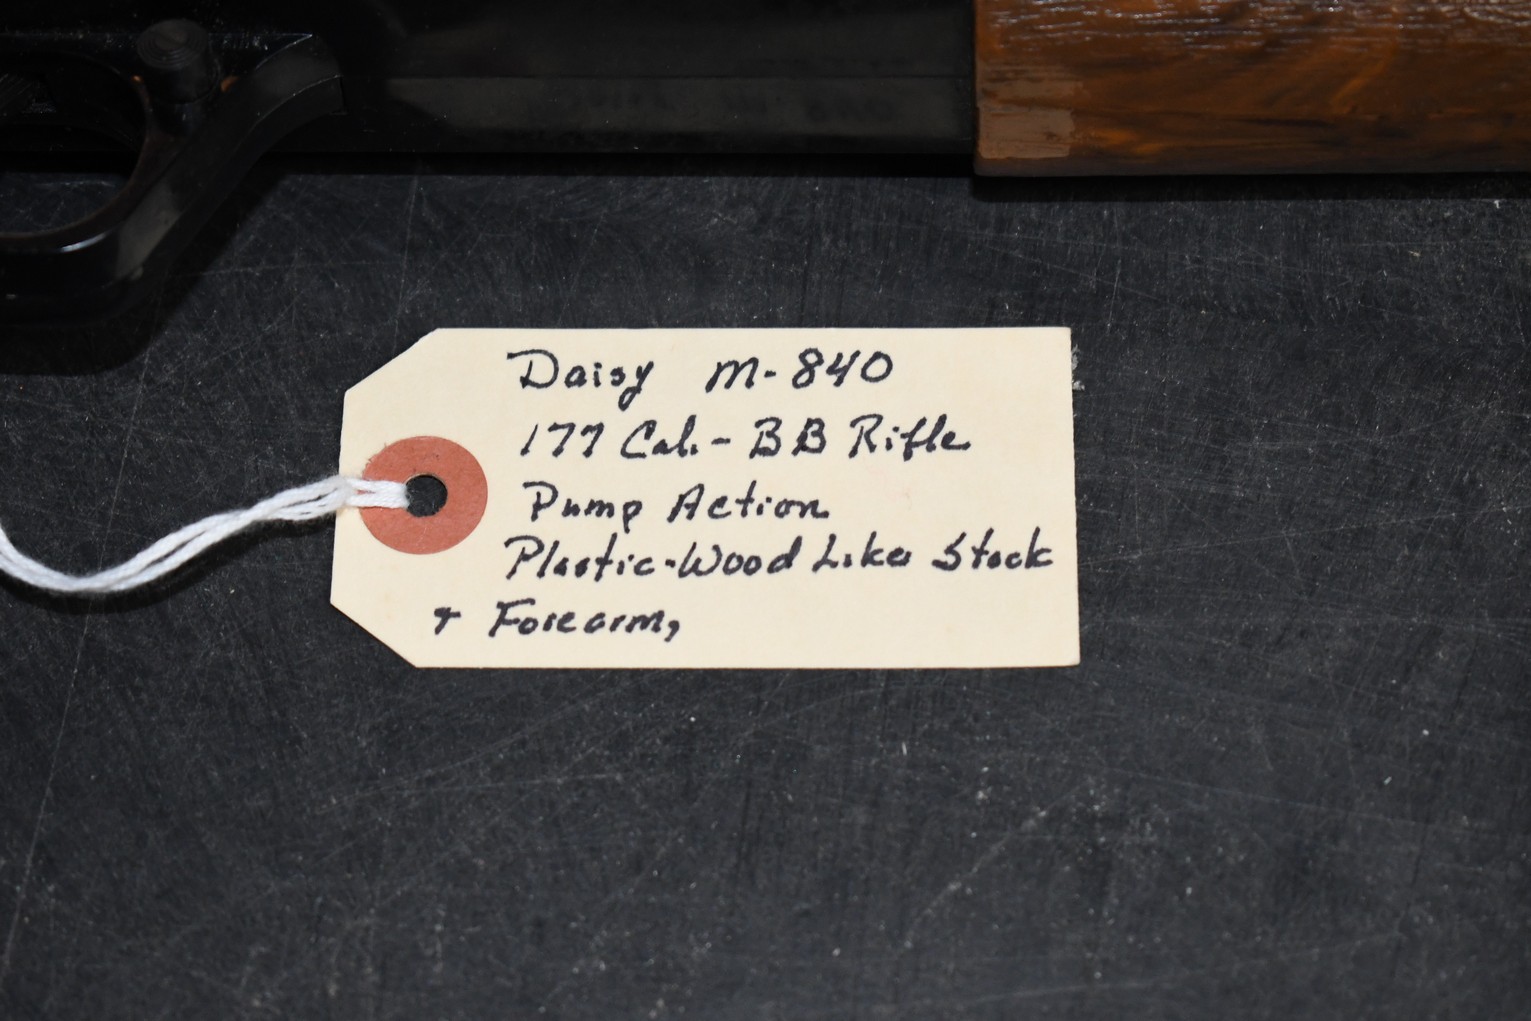 Daisy M-840
177 Cal. - BB Rifle
Pump Action
Plastic-Wood Like Stock
& Forearm,